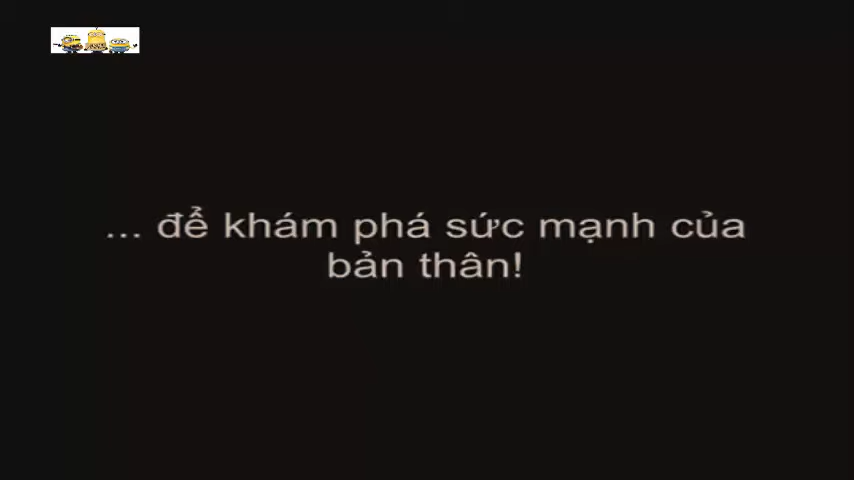 ... để khám phá sức mạnh của
bản thân!